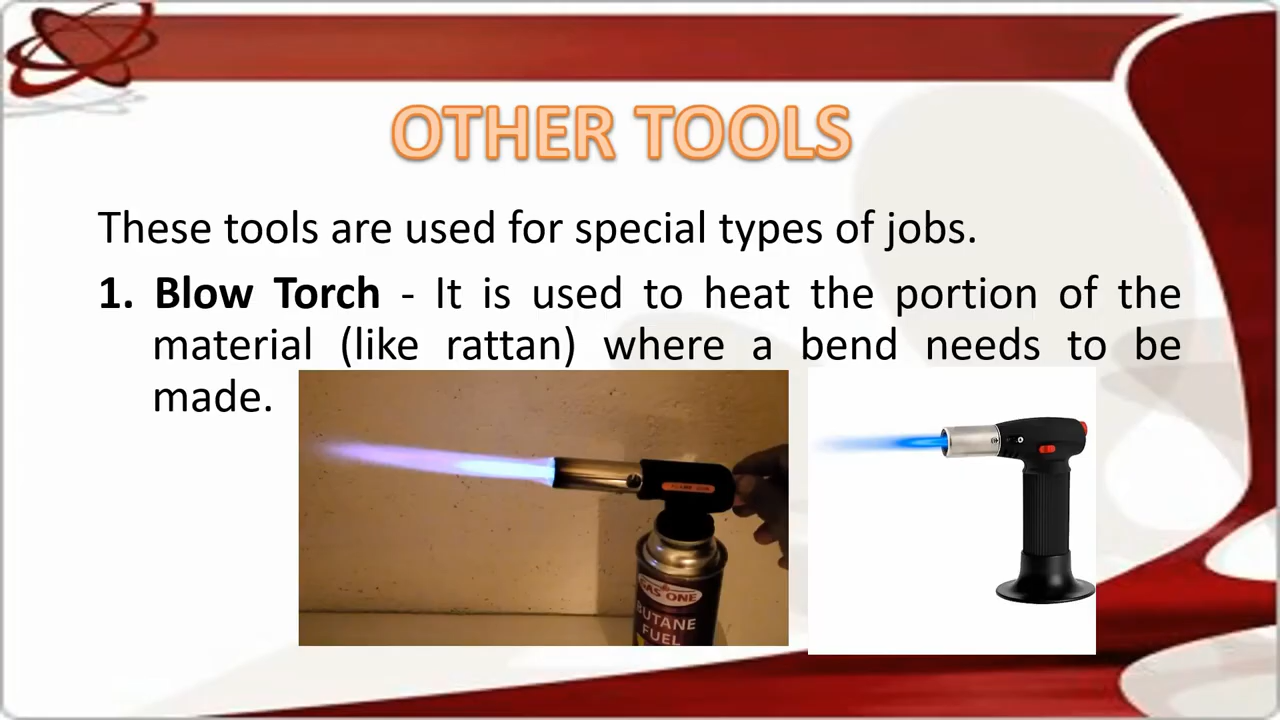 OTHER TOOLS
These tools are used for special types of jobs.
1. Blow Torch - It is used to heat the portion of the
material (like rattan) where a bend needs to be
made.
GAS ONE
BUTANE
FUEL